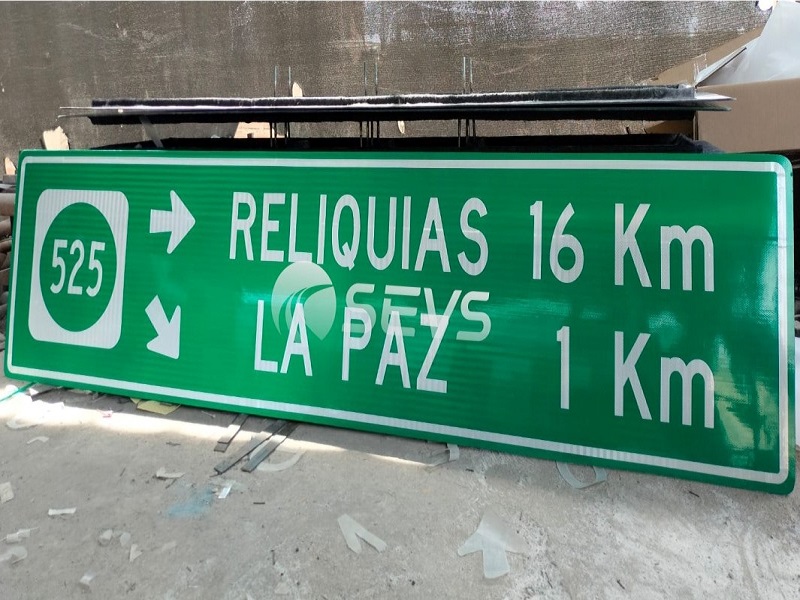 525
RELIQUIAS 16 Km
SEYS
LA PAZ 1 Km